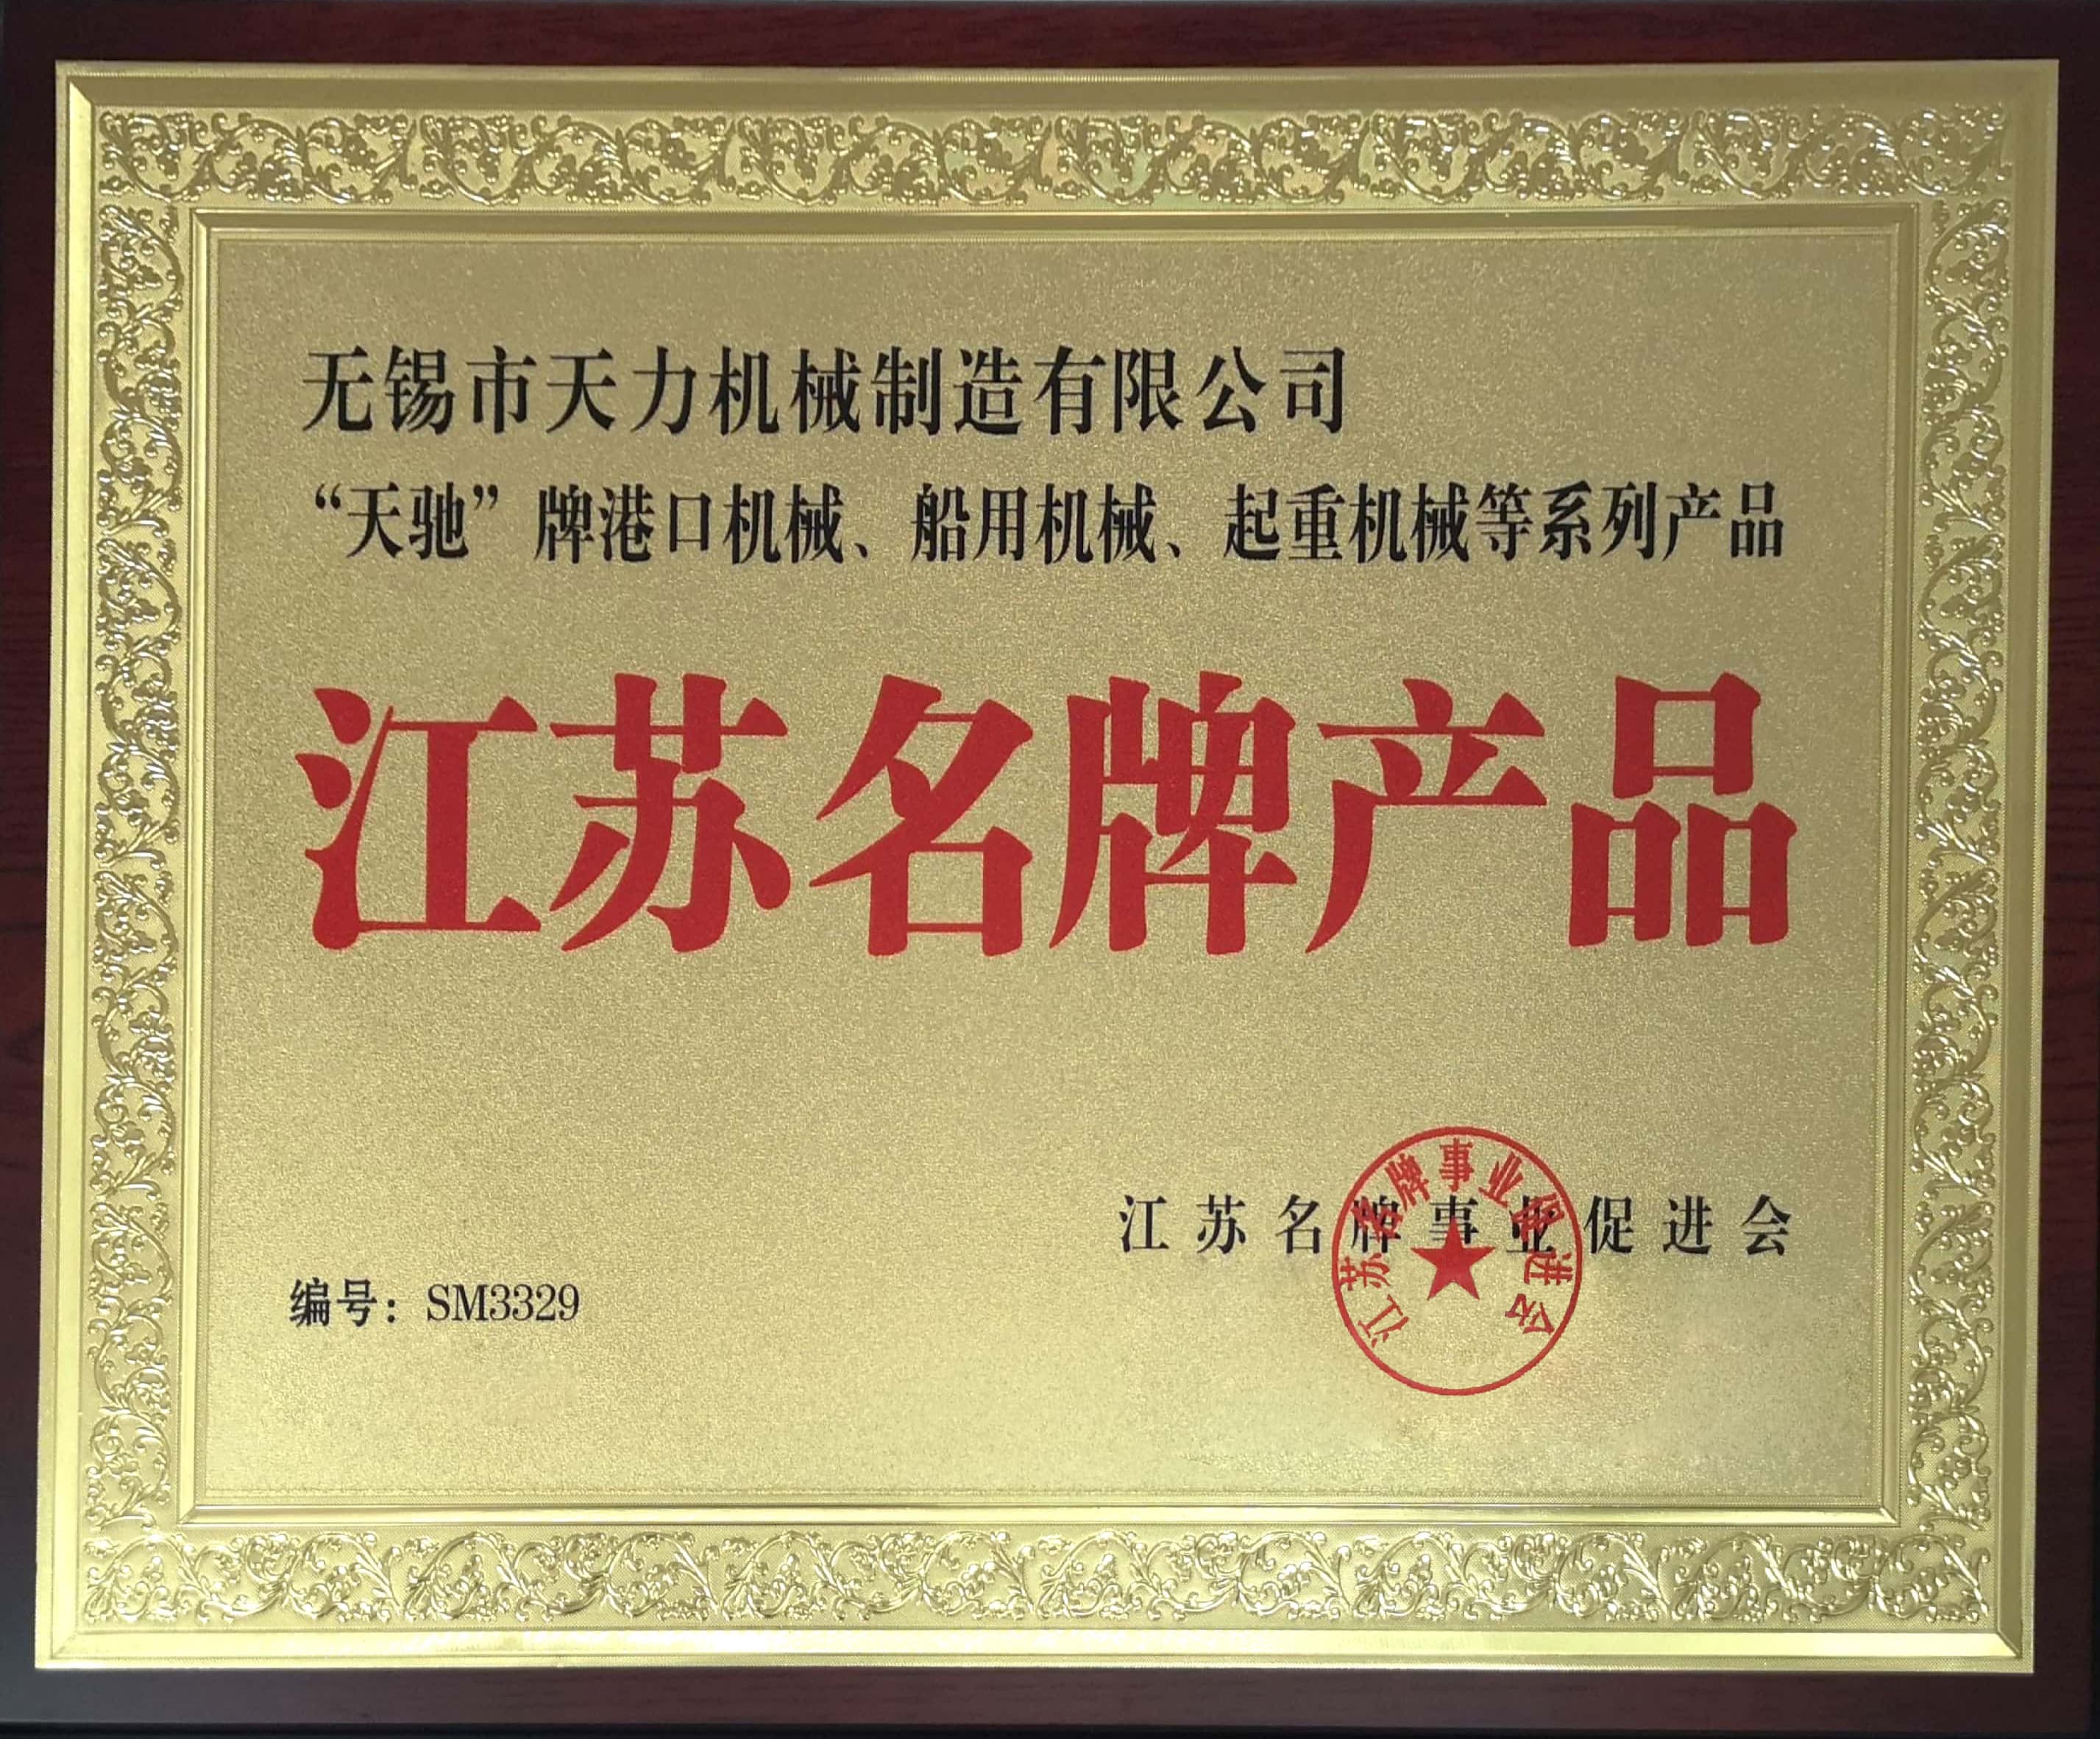 无锡市天力机械制造有限公司
“天驰”牌港口机械、船用机械、起重机械等系列产品
江苏名牌产品
江苏名牌事业促进会
江苏名牌事业促进会
编号：SM3329